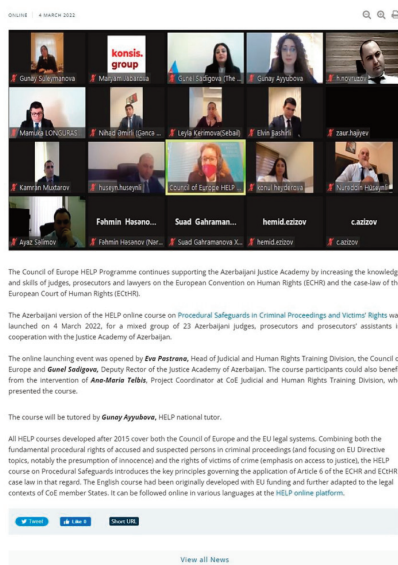 ONLINE 4 MARCH 2022
konsis.
group
Gunay Suleymanova
Gunel Sadigova (The ...
Gunay Ayyubova
h.novruzov
Mamura LONGURAS...
Nihad Əmirli (Gəncə ...
Leyla Kerimova(Sebail)
Elvin Bashirli
zaur.hajiyev
Kamran Muxtarov
huseyn.huseynli
Council of Europe HELP ...
konul heyderova
Nureddin Hüseynli
Fəhmin Həsəno...
Suad Gahraman...
hemid.ezizov
c.azizov
Ayaz Səlimov
Fəhmin Həsənov (Nər...
Suad Gahramanova X...
hemid.ezizov
c.azizov
The Council of Europe HELP Programme continues supporting the Azerbaijani Justice Academy by increasing the knowledg
and skills of judges, prosecutors and lawyers on the European Convention on Human Rights (ECHR) and the case-law of th
European Court of Human Rights (ECtHR).
The Azerbaijani version of the HELP online course on Procedural Safeguards in Criminal Proceedings and Victims' Rights wa
launched on 4 March 2022, for a mixed group of 23 Azerbaijani judges, prosecutors and prosecutors' assistants i
cooperation with the Justice Academy of Azerbaijan.
The online launching event was opened by Eva Pastrana, Head of Judicial and Human Rights Training Division, the Council o
Europe and Gunel Sadigova, Deputy Rector of the Justice Academy of Azerbaijan. The course participants could also benef
from the intervention of Ana-Maria Telbis, Project Coordinator at CoE Judicial and Human Rights Training Division, wh
presented the course.
The course will be tutored by Gunay Ayyubova, HELP national tutor.
All HELP courses developed after 2015 cover both the Council of Europe and the EU legal systems. Combining both the
fundamental procedural rights of accused and suspected persons in criminal proceedings (and focusing on EU Directive
topics, notably the presumption of innocence) and the rights of victims of crime (emphasis on access to justice), the HELP
course on Procedural Safeguards introduces the key principles governing the application of Article 6 of the ECHR and ECtHR
case law in that regard. The English course had been originally developed with EU funding and further adapted to the legal
contexts of CoE member States. It can be followed online in various languages at the HELP online platform.
Tweet
Like 0
Short URL
View all News